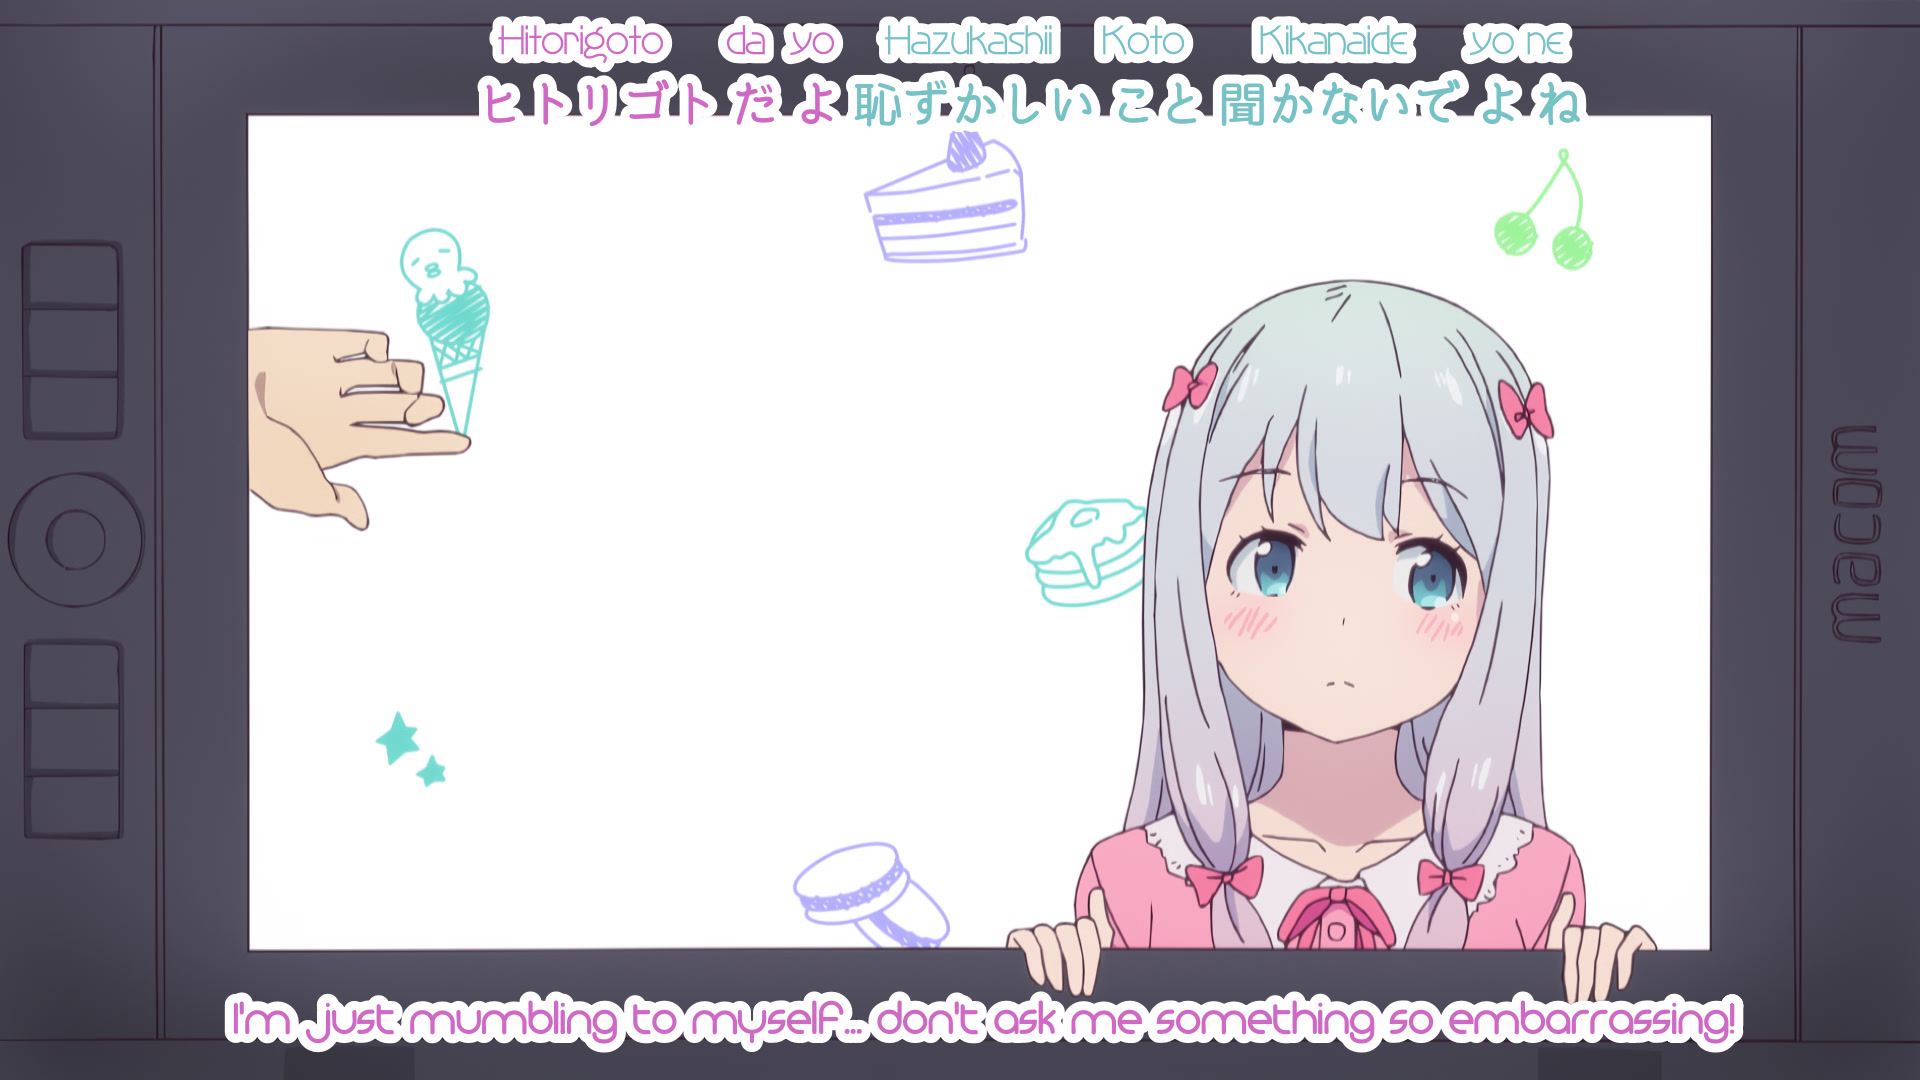 Hitorigoto da yo Hazukashii Koto Kikanaide yo ne
ヒトリゴトだよ恥ずかしいこと聞かないでよね
macom
I'm just mumbling to myself... don't ask me something so embarrassing!